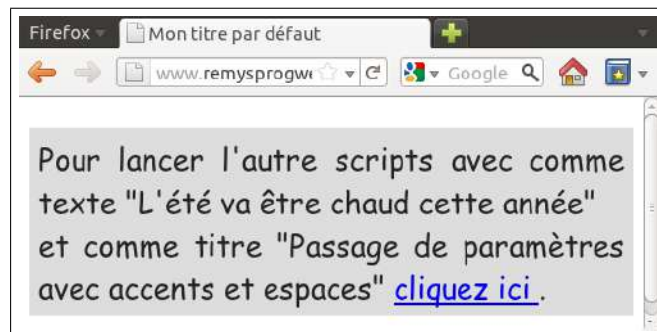 Firefox
Mon titre par défaut
www.remysprogwe
Google
Pour lancer l'autre scripts avec comme
texte "L'été va être chaud cette année"
et comme titre "Passage de paramètres
avec accents et espaces" cliquez ici .